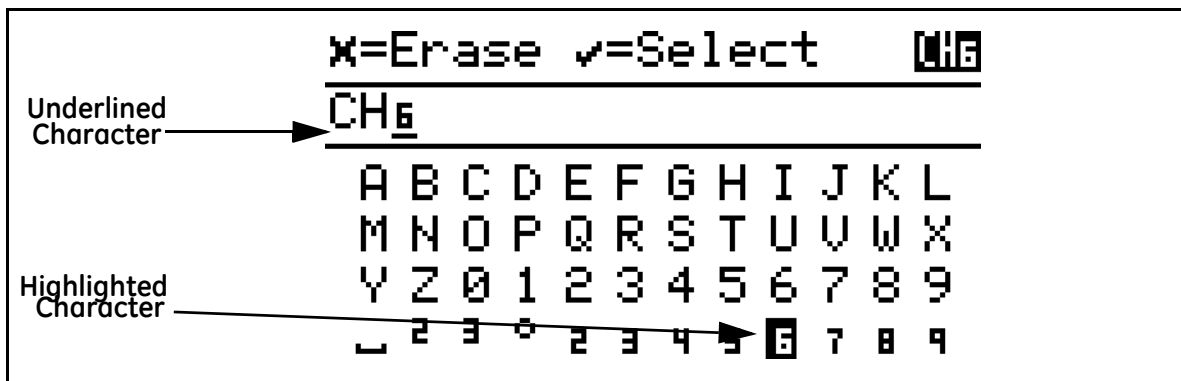 ✖=Erase ✔=Select CH₆
Underlined
Character
CH₆
A B C D E F G H I J K L
M N O P Q R S T U V W X
Highlighted
Character
Y Z 0 1 2 3 4 5 6 7 8 9
⎵ ² ³ ° ₂ ₃ ₄ ₅ ₆ ₇ ₈ ₉